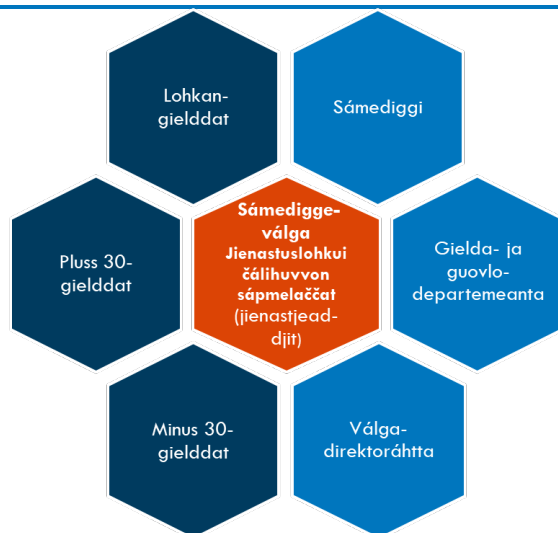 Lohkan-
gielddat
Sámediggi
Pluss 30-
gielddat
Sámedigge-
válga
Jienastuslohkui
čálihuvvon
sápmelaččat
(jienastjead-
djit)
Gielda- ja
guovlo-
departemeanta
Minus 30-
gielddat
Válga-
direktoráhtta